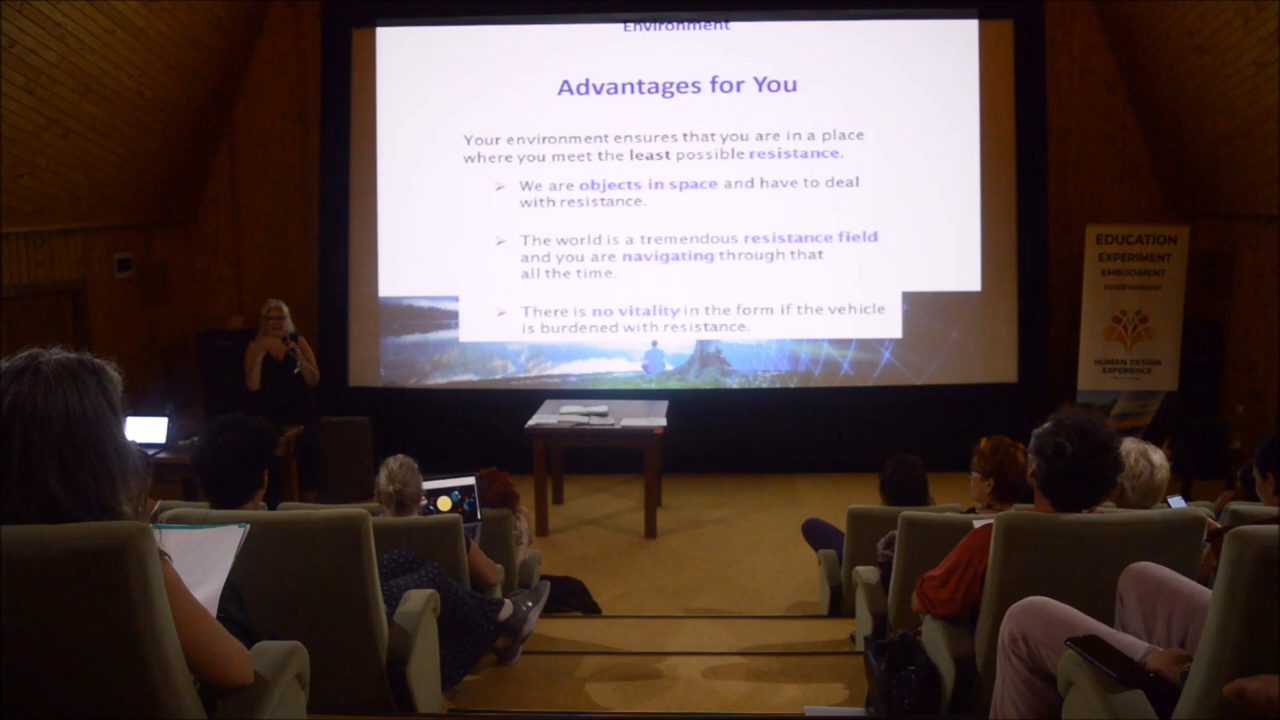 Environment
Advantages for You
Your environment ensures that you are in a place
where you meet the least possible resistance.
➢ We are objects in space and have to deal
with resistance.
➢ The world is a tremendous resistance field
and you are navigating through that
all the time.
➢ There is no vitality in the form if the vehicle
is burdened with resistance.
EDUCATION
EXPERIMENT
EMBODIMENT
ENTERTAINMENT
HUMAN DESIGN
EXPERIENCE